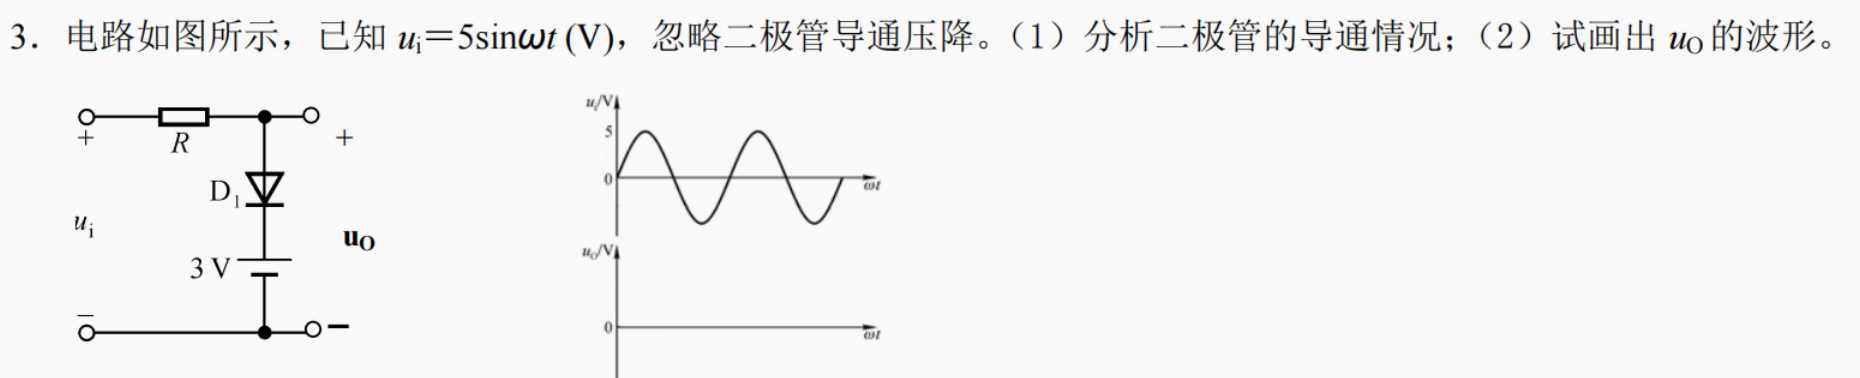 3. 电路如图所示，已知 uᵢ＝5sinωt (V)，忽略二极管导通压降。（1）分析二极管的导通情况；（2）试画出 uO 的波形。
+
R
+
D₁
uᵢ
uO
3 V
−
−
uᵢ/V
5
0
ωt
uO/V
0
ωt